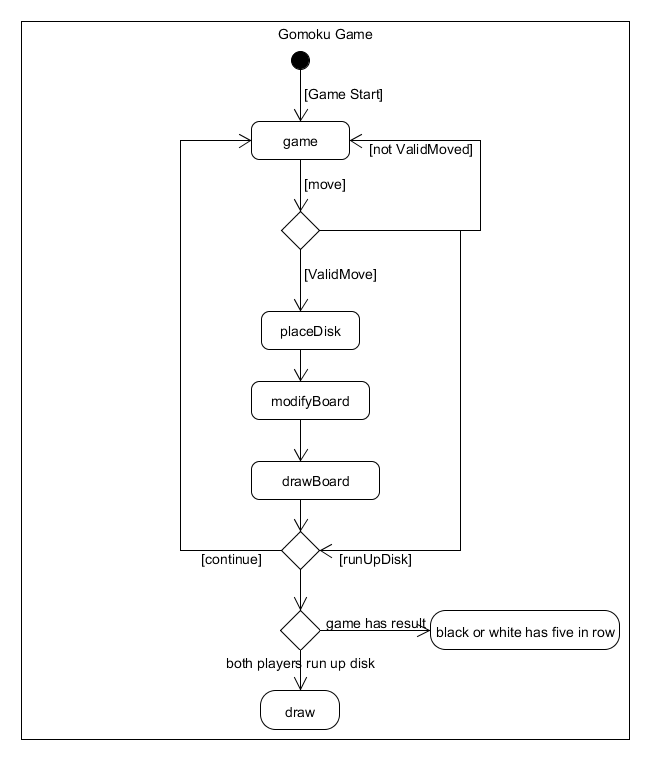 Gomoku Game
[Game Start]
game
[not ValidMoved]
[move]
[ValidMove]
placeDisk
modifyBoard
drawBoard
[continue]
[runUpDisk]
game has result
black or white has five in row
both players run up disk
draw